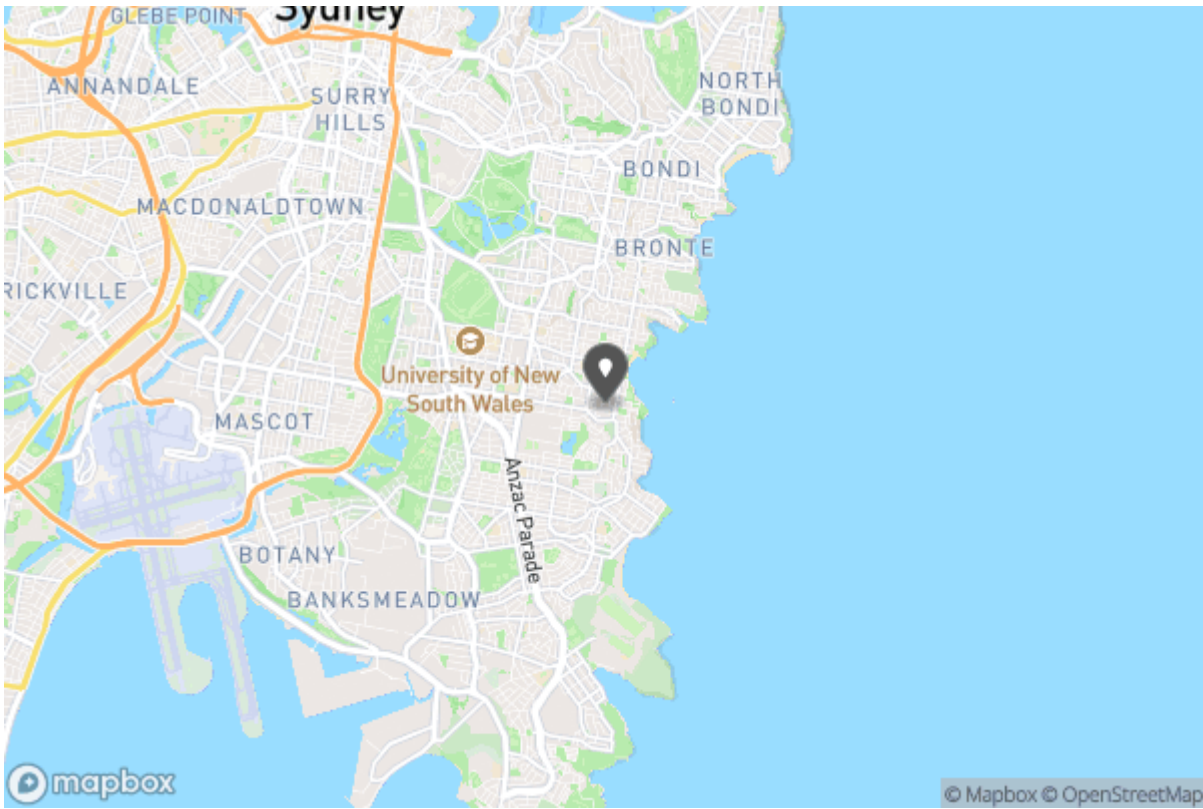 GLEBE POINT
Sydney
ANNANDALE
SURRY
HILLS
NORTH
BONDI
BONDI
MACDONALDTOWN
BRONTE
RICKVILLE
University of New
South Wales
MASCOT
Anzac Parade
BOTANY
BANKSMEADOW
mapbox
© Mapbox © OpenStreetMap